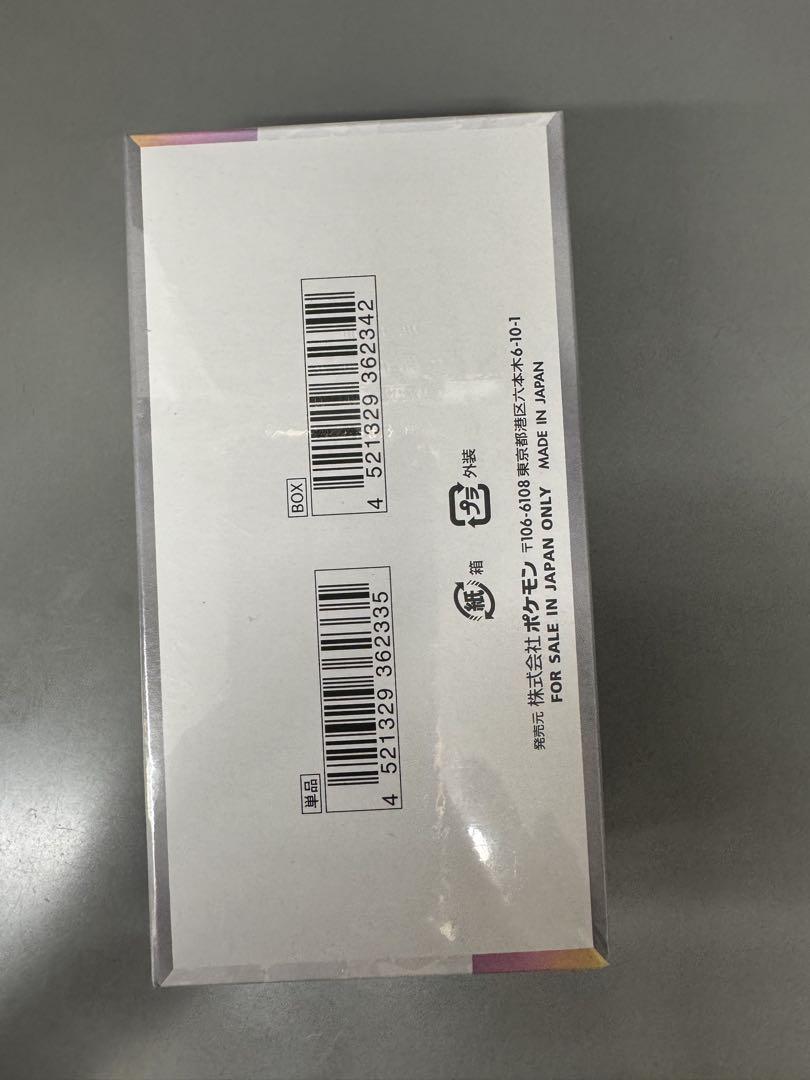 単品
4 521329 362335
BOX
4 521329 362342
紙 箱
プラ 外装
発売元 株式会社 ポケモン 〒106-6108 東京都港区六本木6-10-1
FOR SALE IN JAPAN ONLY MADE IN JAPAN